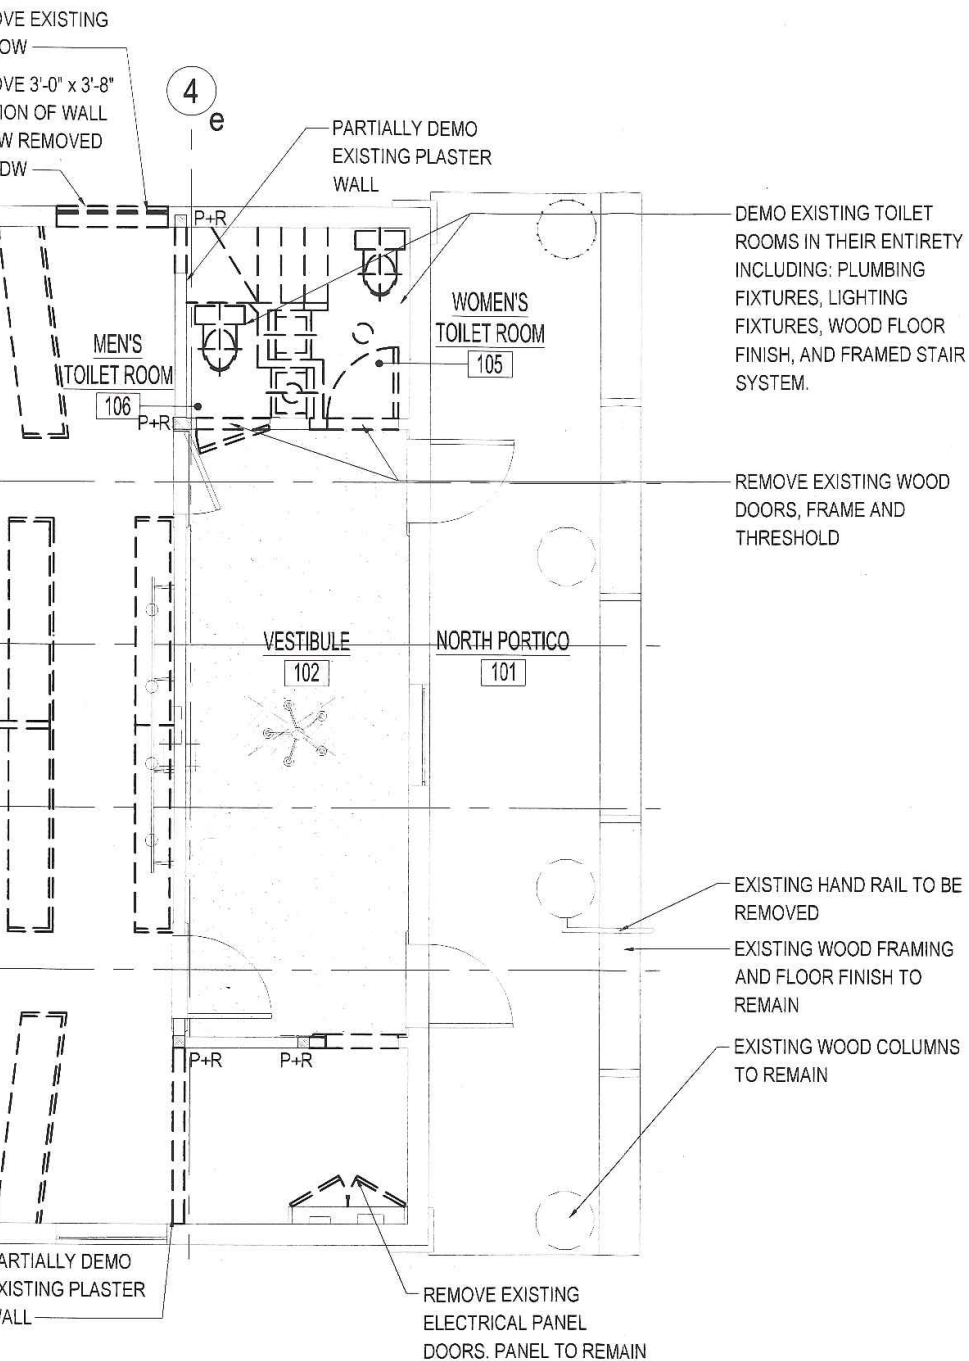 OVE EXISTING
OW
OVE 3'-0" x 3'-8"
ION OF WALL
W REMOVED
DW
4
e
PARTIALLY DEMO
EXISTING PLASTER
WALL
P+R
DEMO EXISTING TOILET
ROOMS IN THEIR ENTIRETY
INCLUDING: PLUMBING
FIXTURES, LIGHTING
FIXTURES, WOOD FLOOR
FINISH, AND FRAMED STAIR
SYSTEM.
WOMEN'S
TOILET ROOM
105
MEN'S
TOILET ROOM
106
P+R
REMOVE EXISTING WOOD
DOORS, FRAME AND
THRESHOLD
VESTIBULE
102
NORTH PORTICO
101
EXISTING HAND RAIL TO BE
REMOVED
EXISTING WOOD FRAMING
AND FLOOR FINISH TO
REMAIN
EXISTING WOOD COLUMNS
TO REMAIN
P+R
P+R
ARTIALLY DEMO
XISTING PLASTER
WALL
REMOVE EXISTING
ELECTRICAL PANEL
DOORS. PANEL TO REMAIN